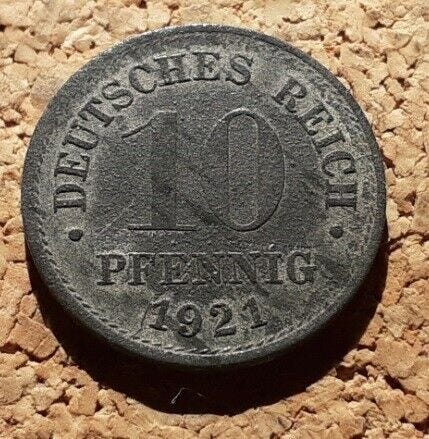 • DEUTSCHES REICH •
10
PFENNIG
1921